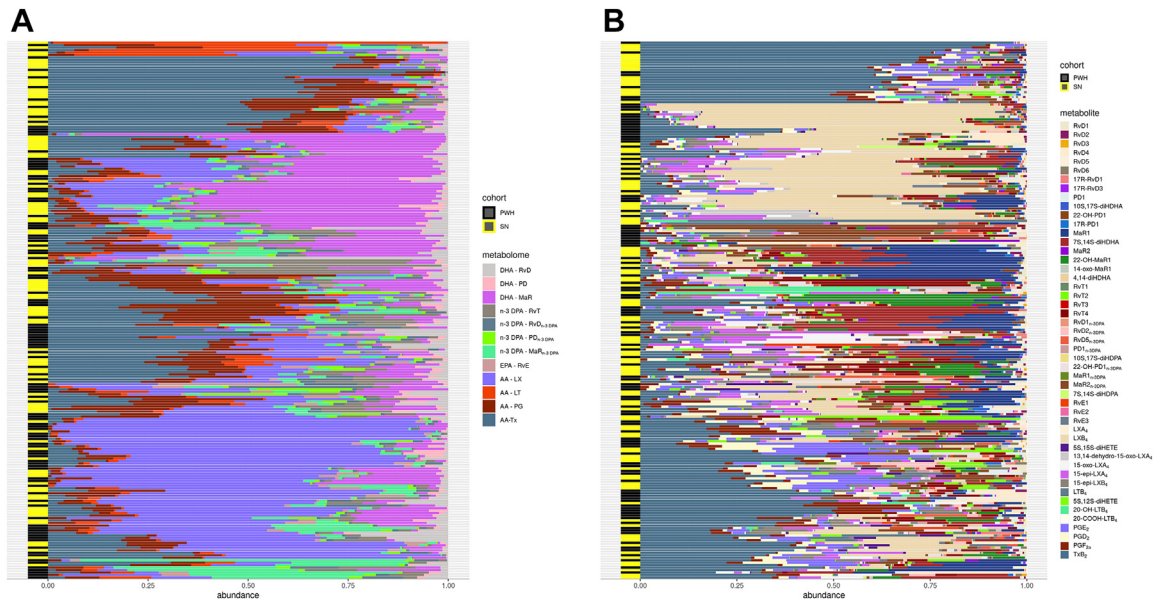 A
cohort
PWH
SN
metabolome
DHA - RvD
DHA - PD
DHA - MaR
n-3 DPA - RvT
n-3 DPA - RvDn-3 DPA
n-3 DPA - PDn-3 DPA
n-3 DPA - MaRn-3 DPA
EPA - RvE
AA - LX
AA - LT
AA - PG
AA-Tx
0.00 0.25 0.50 0.75 1.00
abundance
B
cohort
PWH
SN
metabolite
RvD1
RvD2
RvD3
RvD4
RvD5
RvD6
17R-RvD1
17R-RvD3
PD1
10S,17S-diHDHA
22-OH-PD1
17R-PD1
MaR1
7S,14S-diHDHA
MaR2
22-OH-MaR1
14-oxo-MaR1
4,14-diHDHA
RvT1
RvT2
RvT3
RvT4
RvD1n-3DPA
RvD2n-3DPA
RvD5n-3DPA
PD1n-3DPA
10S,17S-diHDPA
22-OH-PD1n-3DPA
MaR1n-3DPA
MaR2n-3DPA
7S,14S-diHDPA
RvE1
RvE2
RvE3
LXA4
LXB4
5S,15S-diHETE
13,14-dehydro-15-oxo-LXA4
15-oxo-LXA4
15-epi-LXA4
15-epi-LXB4
LTB4
5S,12S-diHETE
20-OH-LTB4
20-COOH-LTB4
PGE2
PGD2
PGF2a
TxB2
0.00 0.25 0.50 0.75 1.00
abundance